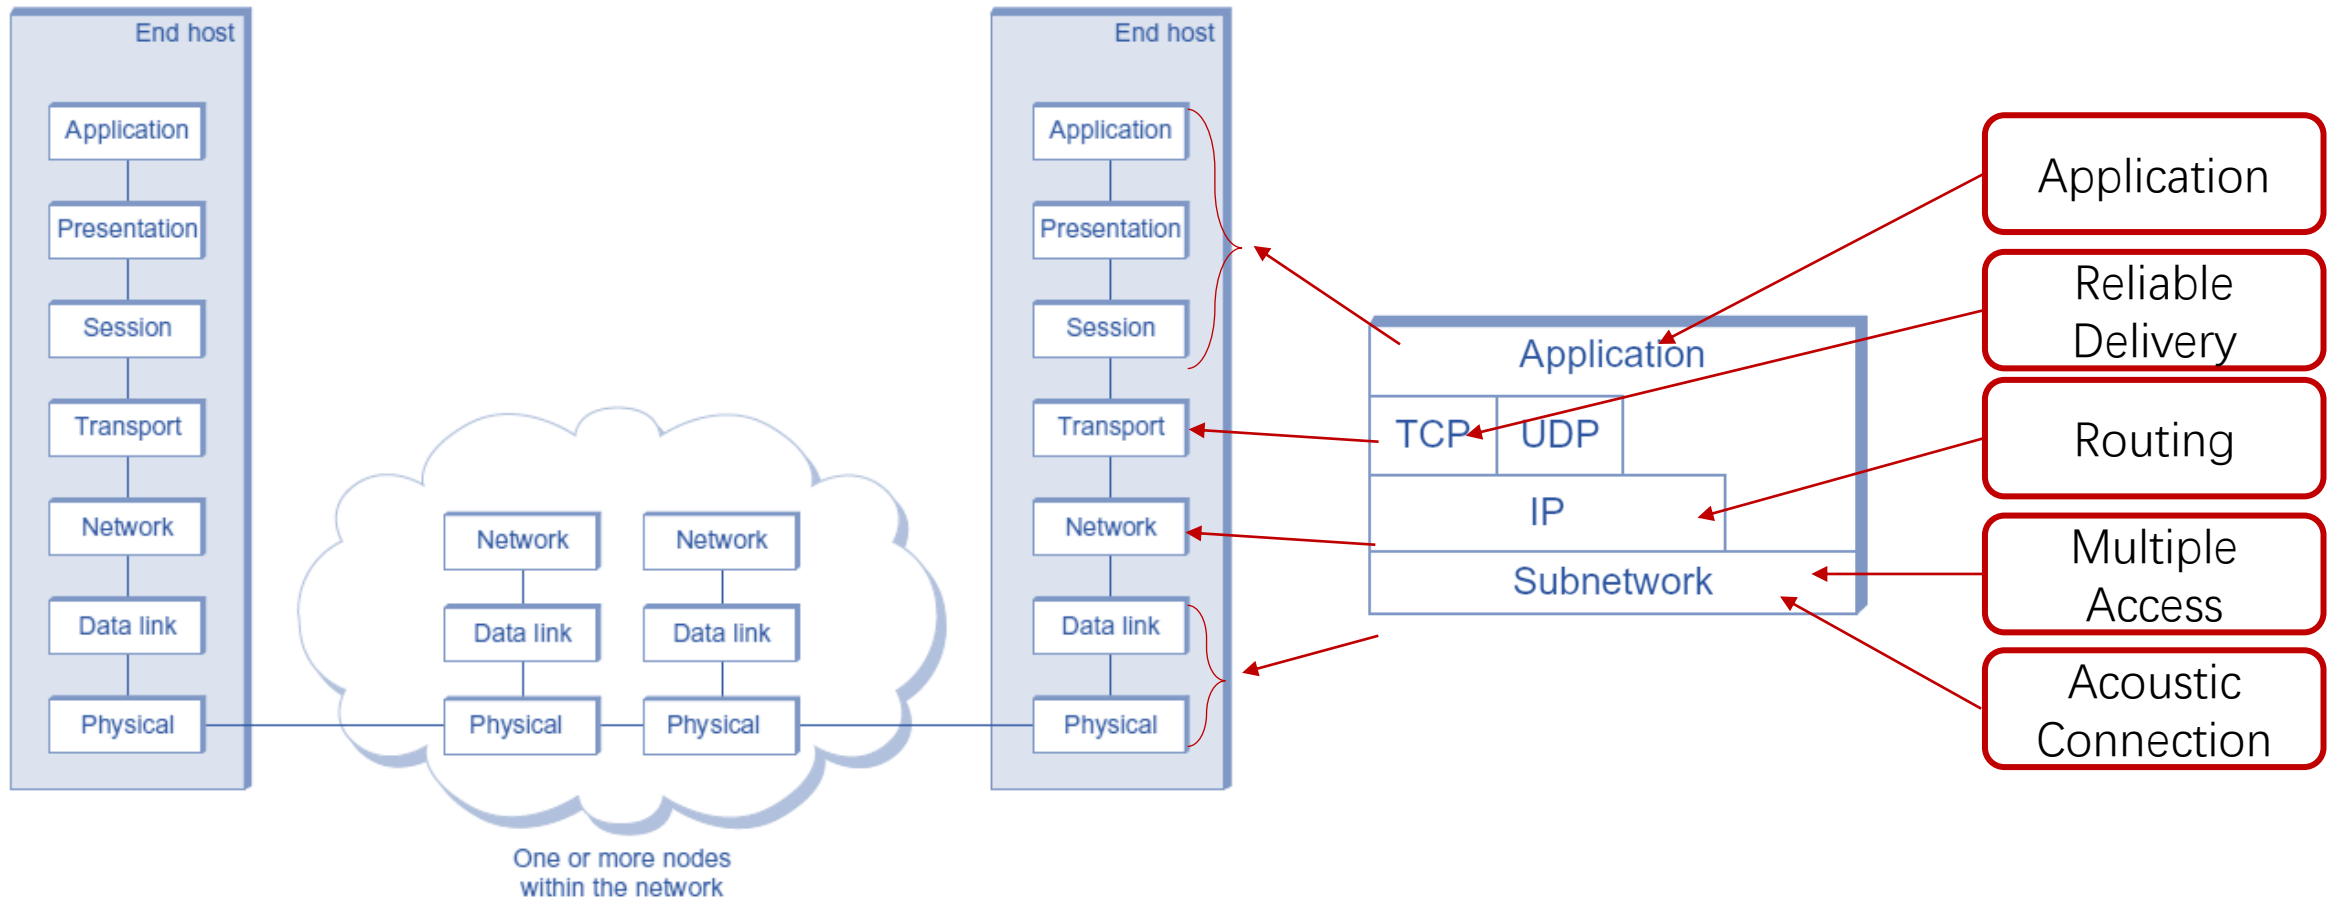 End host
Application
Presentation
Session
Transport
Network
Data link
Physical
Network
Data link
Physical
Network
Data link
Physical
One or more nodes
within the network
End host
Application
Presentation
Session
Transport
Network
Data link
Physical
Application
TCP
UDP
IP
Subnetwork
Application
Reliable
Delivery
Routing
Multiple
Access
Acoustic
Connection